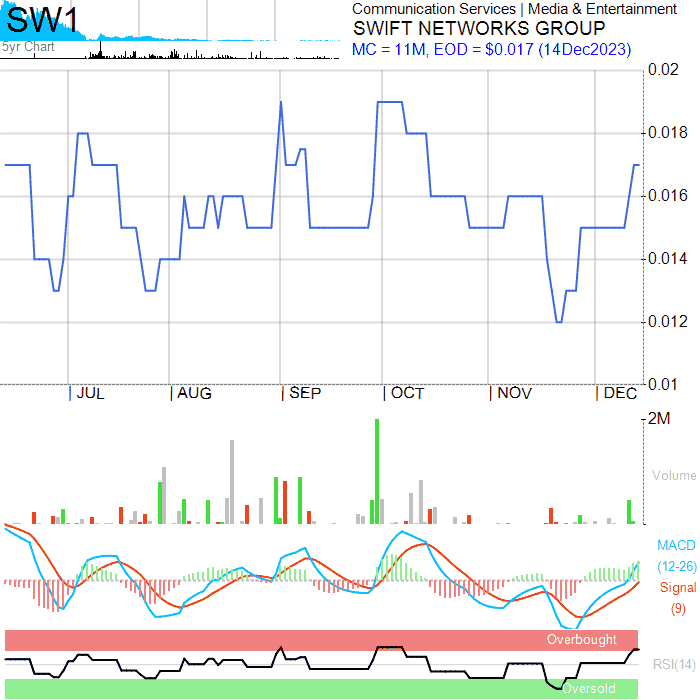 SW1
5yr Chart
Communication Services | Media & Entertainment
SWIFT NETWORKS GROUP
MC = 11M, EOD = $0.017 (14Dec2023)
0.02
0.018
0.016
0.014
0.012
0.01
| JUL | AUG | SEP | OCT | NOV | DEC
2M
Volume
MACD
(12-26)
Signal
(9)
Overbought
RSI(14)
Oversold